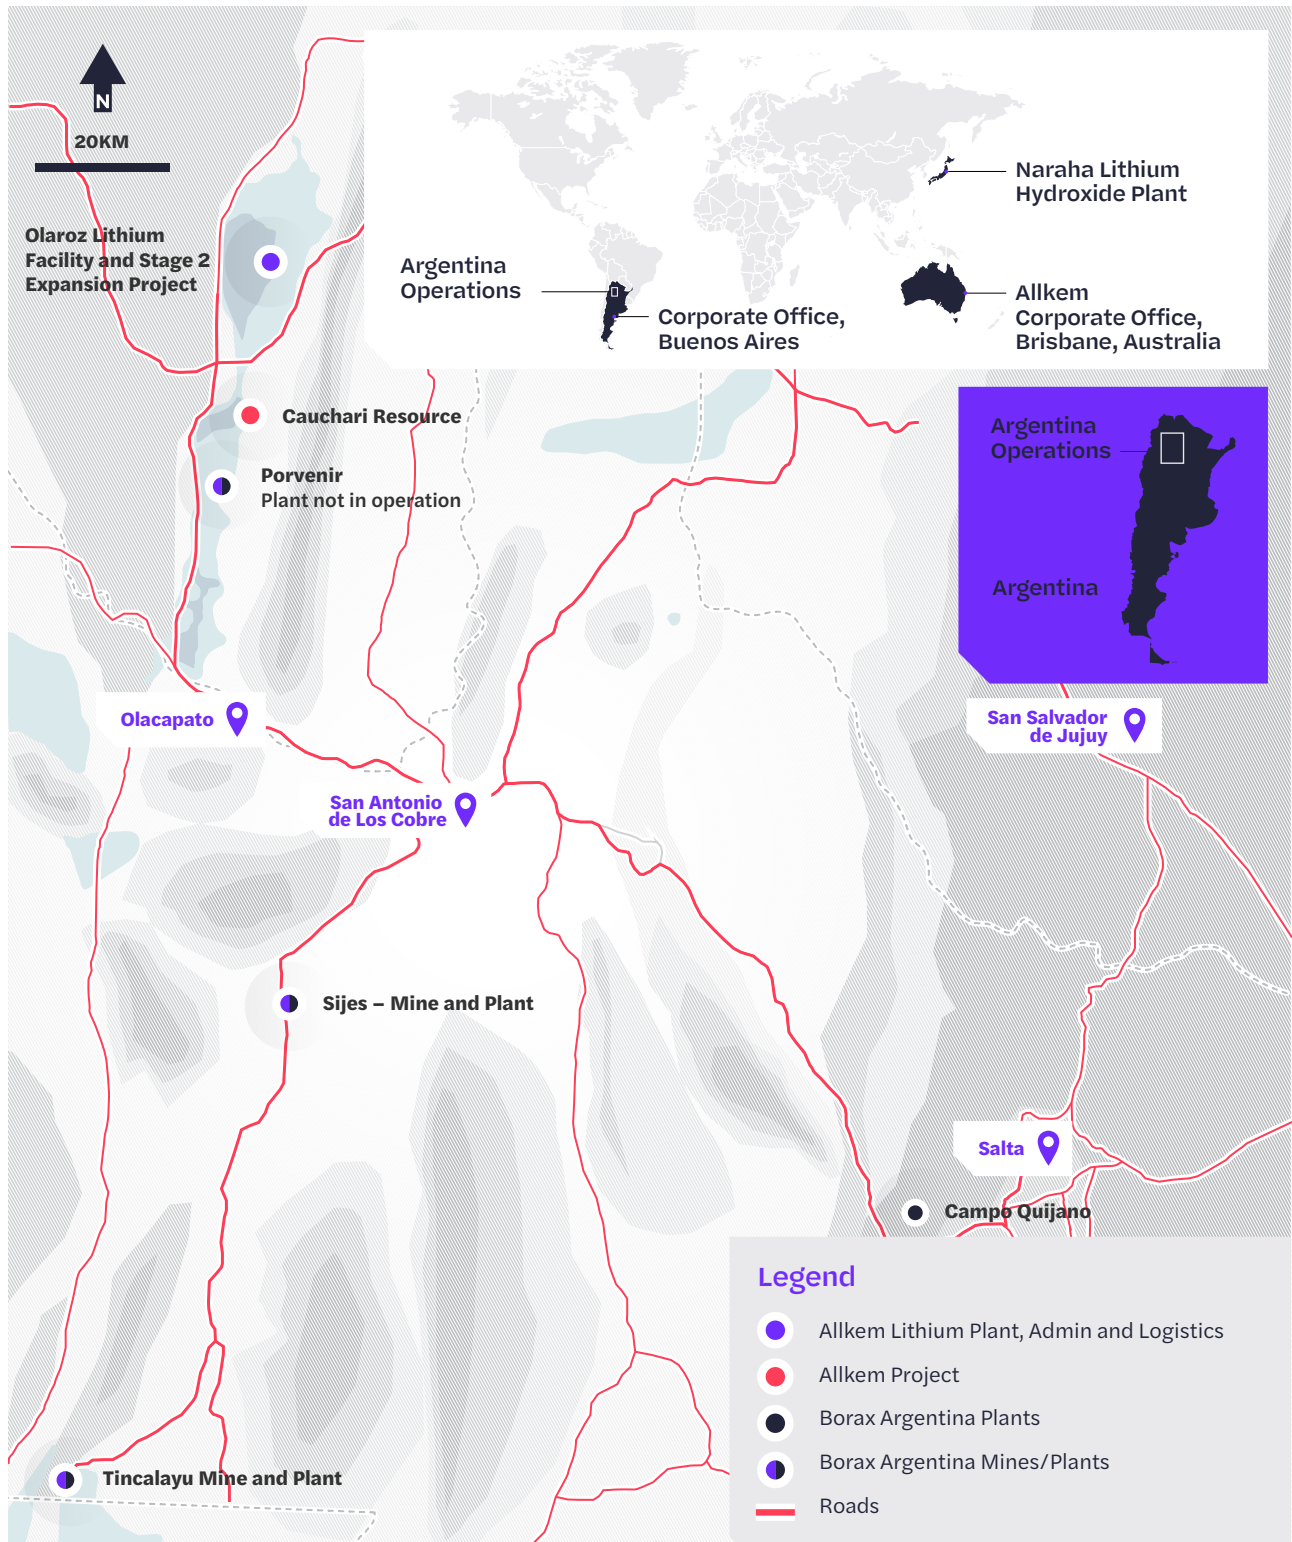 N
20KM
Olaroz Lithium
Facility and Stage 2
Expansion Project
Naraha Lithium
Hydroxide Plant
Argentina
Operations
Corporate Office,
Buenos Aires
Allkem
Corporate Office,
Brisbane, Australia
Cauchari Resource
Porvenir
Plant not in operation
Argentina
Operations
Argentina
Olacapato
San Salvador
de Jujuy
San Antonio
de Los Cobre
Sijes – Mine and Plant
Salta
Campo Quijano
Tincalayu Mine and Plant
Legend
Allkem Lithium Plant, Admin and Logistics
Allkem Project
Borax Argentina Plants
Borax Argentina Mines/Plants
Roads